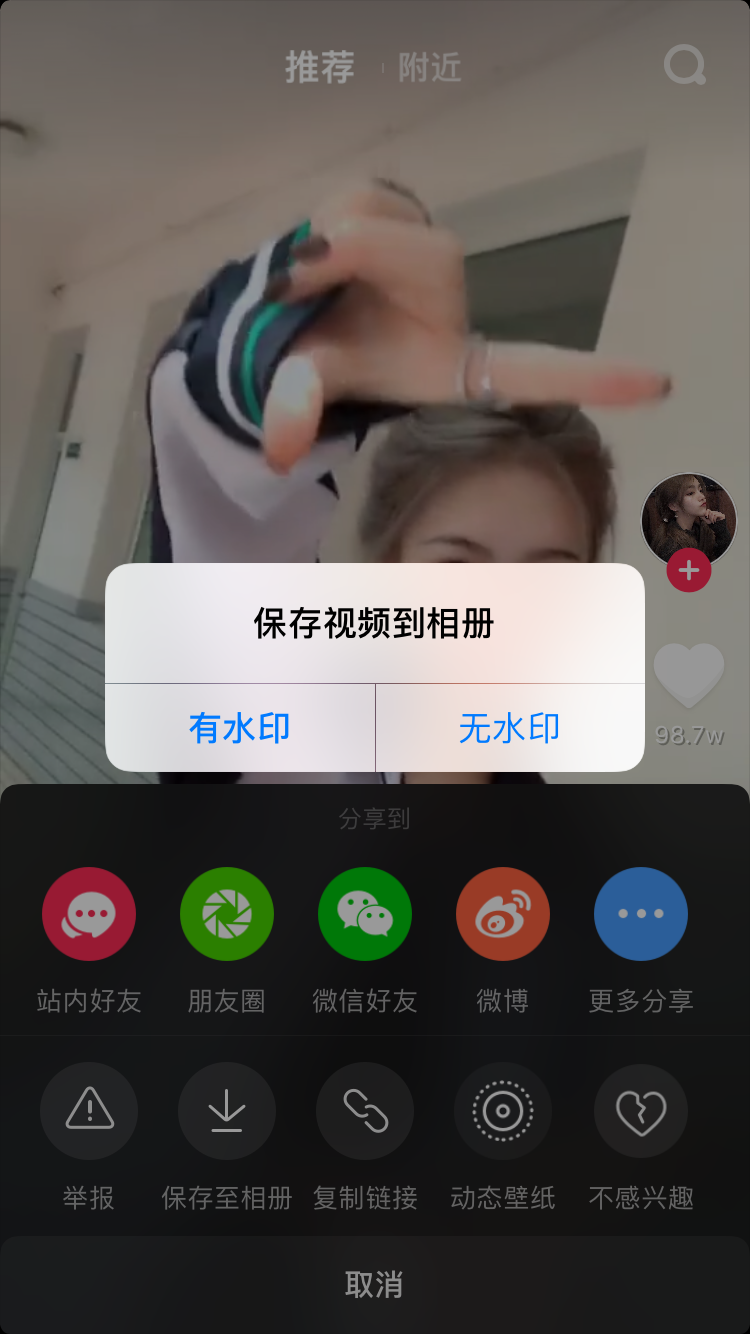 推荐 附近
保存视频到相册
有水印 无水印
98.7w
分享到
站内好友 朋友圈 微信好友 微博 更多分享
举报 保存至相册 复制链接 动态壁纸 不感兴趣
取消